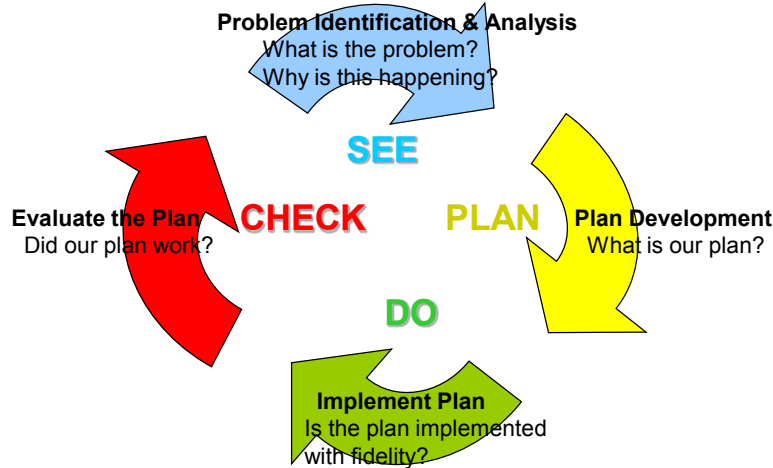 Problem Identification & Analysis
What is the problem?
Why is this happening?
SEE
PLAN
Plan Development
What is our plan?
DO
Implement Plan
Is the plan implemented
with fidelity?
CHECK
Evaluate the Plan
Did our plan work?